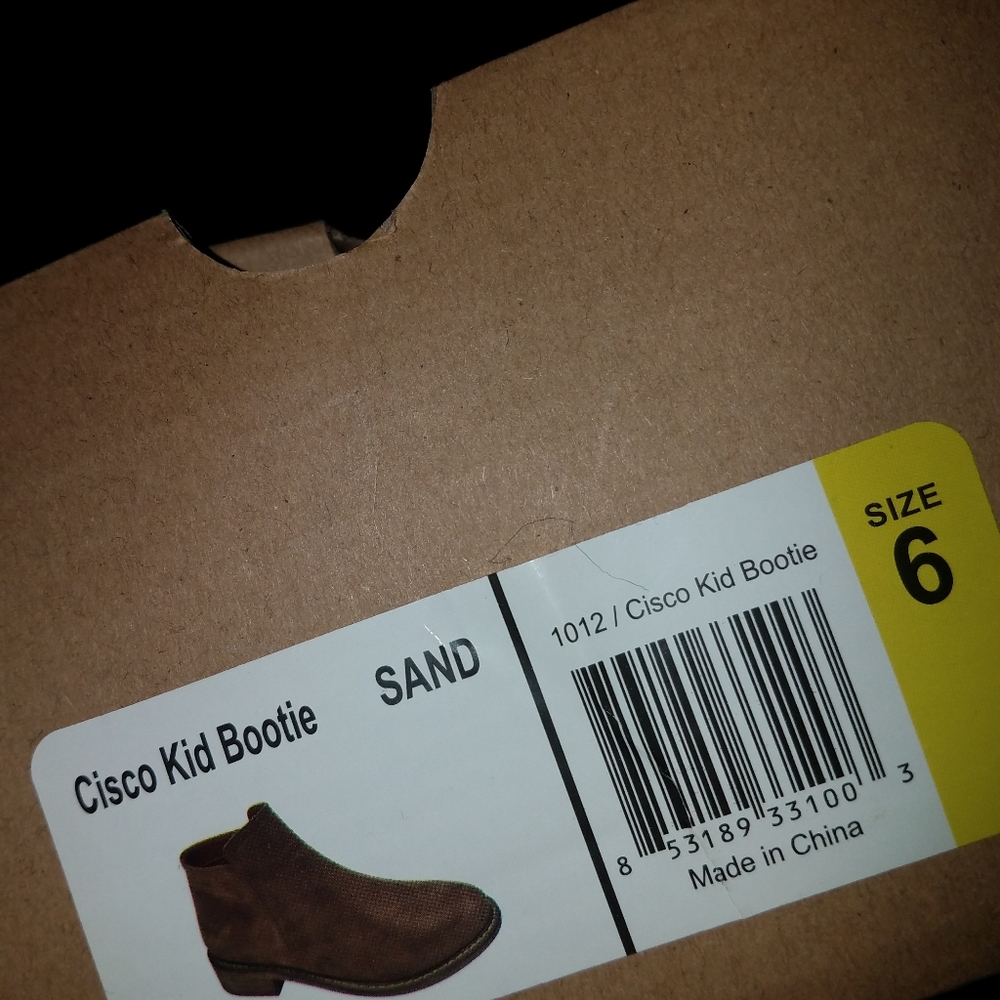 Cisco Kid Bootie SAND
1012 / Cisco Kid Bootie
8 53189 33100 3
Made in China
SIZE
6